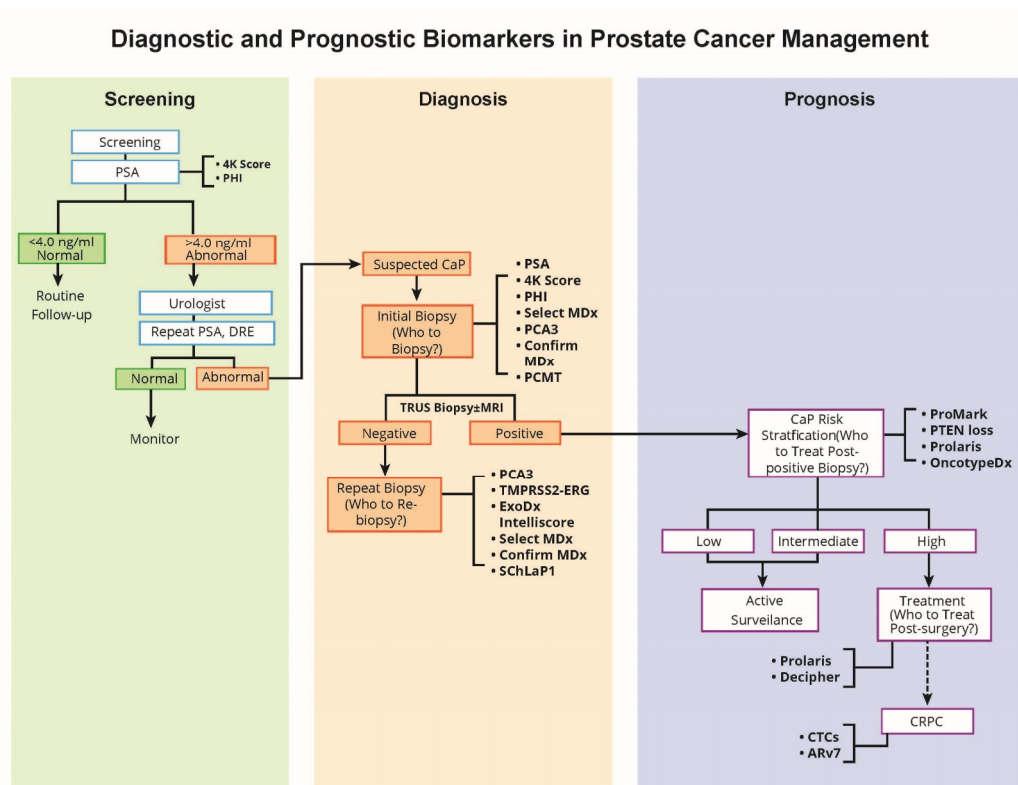 Diagnostic and Prognostic Biomarkers in Prostate Cancer Management
Screening
Screening
PSA
• 4K Score
• PHI
<4.0 ng/ml
Normal
>4.0 ng/ml
Abnormal
Routine
Follow-up
Urologist
Repeat PSA, DRE
Normal
Abnormal
Monitor
Diagnosis
Suspected CaP
Initial Biopsy
(Who to
Biopsy?)
• PSA
• 4K Score
• PHI
• Select MDx
• PCA3
• Confirm
MDx
• PCMT
TRUS Biopsy±MRI
Negative
Positive
Repeat Biopsy
(Who to Re-
biopsy?)
• PCA3
• TMPRSS2-ERG
• ExoDx
Intelliscore
• Select MDx
• Confirm MDx
• SChLaP1
Prognosis
CaP Risk
Stratfication(Who
to Treat Post-
positive Biopsy?)
• ProMark
• PTEN loss
• Prolaris
• OncotypeDx
Low
Intermediate
High
Active
Surveilance
Treatment
(Who to Treat
Post-surgery?)
• Prolaris
• Decipher
CRPC
• CTCs
• ARv7